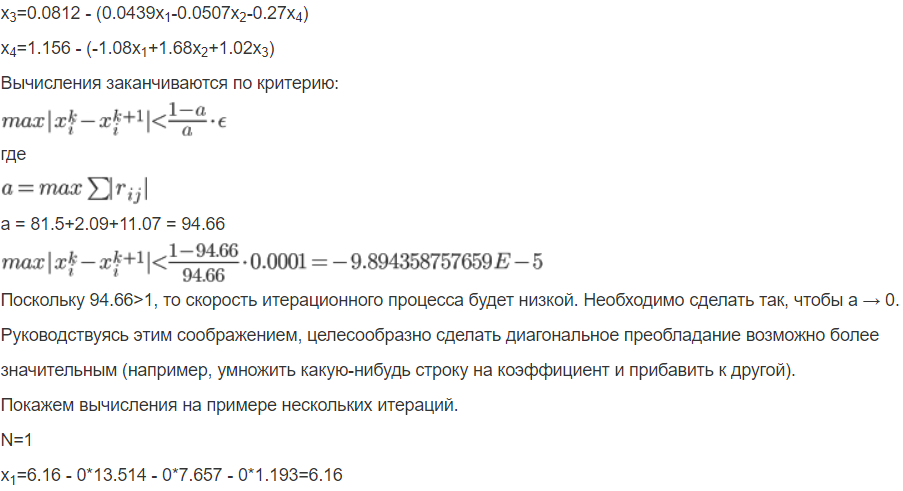 x3=0.0812 - (0.0439x1-0.0507x2-0.27x4)
x4=1.156 - (-1.08x1+1.68x2+1.02x3)
Вычисления заканчиваются по критерию:
max|x_i^k − x_i^{k+1}|<\frac{1−a}{a}·ϵ
где
a = max ∑|r_{ij}|
a = 81.5+2.09+11.07 = 94.66
max|x_i^k − x_i^{k+1}|<\frac{1−94.66}{94.66}·0.0001 = −9.894358757659E − 5
Поскольку 94.66>1, то скорость итерационного процесса будет низкой. Необходимо сделать так, чтобы a → 0.
Руководствуясь этим соображением, целесообразно сделать диагональное преобладание возможно более
значительным (например, умножить какую-нибудь строку на коэффициент и прибавить к другой).
Покажем вычисления на примере нескольких итераций.
N=1
x1=6.16 - 0*13.514 - 0*7.657 - 0*1.193=6.16